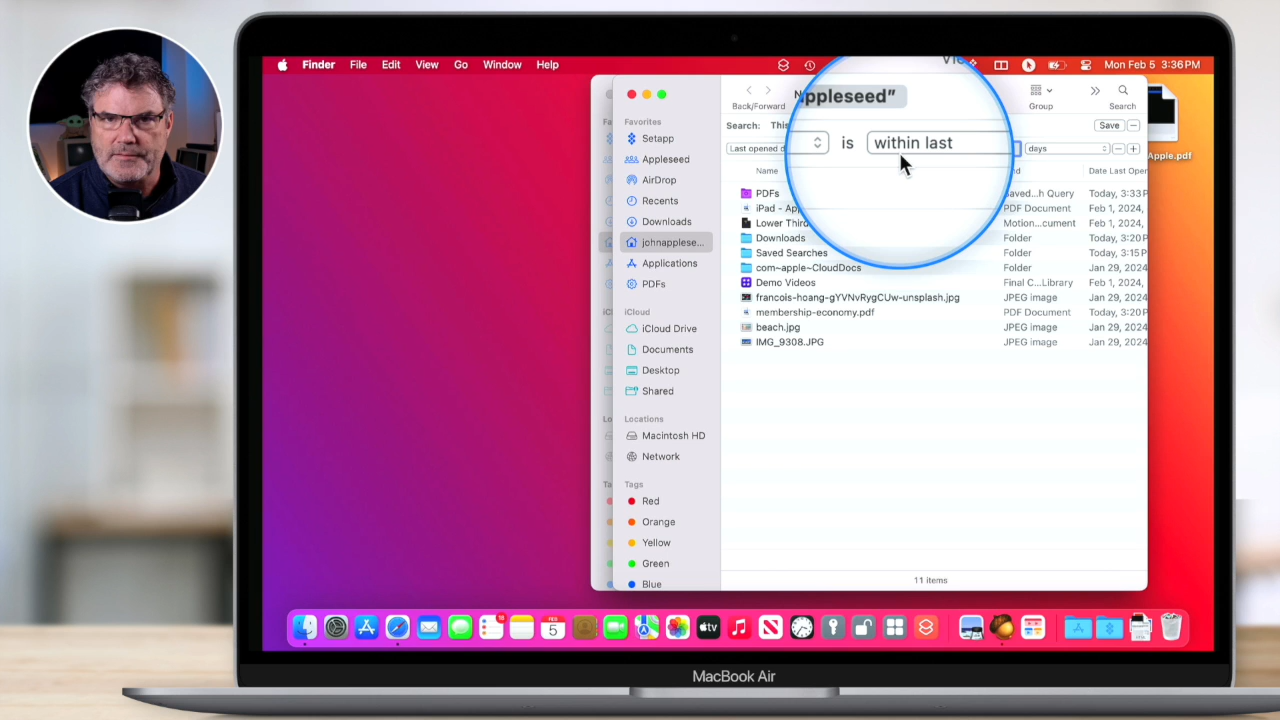 Finder File Edit View Go Window Help Mon Feb 5 3:36 PM
Back/Forward Group Search
ppleseed”
Search: Save
Last opened is within last days
Name Date Last Oper
Favorites
Setapp
Appleseed
AirDrop
Recents
Downloads
johnapplese...
Applications
PDFs
iCloud
iCloud Drive
Documents
Desktop
Shared
Locations
Macintosh HD
Network
Tags
Red
Orange
Yellow
Green
Blue
PDFs Saved...h Query Today, 3:33 P
iPad - App PDF Document Feb 1, 2024,
Lower Third Motion...cument Feb 1, 2024,
Downloads Folder Today, 3:20 P
Saved Searches Folder Today, 3:15 P
com~apple~CloudDocs Folder Jan 29, 2024
Demo Videos Final C...Library Feb 1, 2024,
francois-hoang-gYVNvRygCUw-unsplash.jpg JPEG image Jan 29, 2024
membership-economy.pdf PDF Document Today, 3:20 P
beach.jpg JPEG image Jan 29, 2024
IMG_9308.JPG JPEG image Jan 29, 2024
11 items
Apple.pdf
FEB
5
tv
MacBook Air